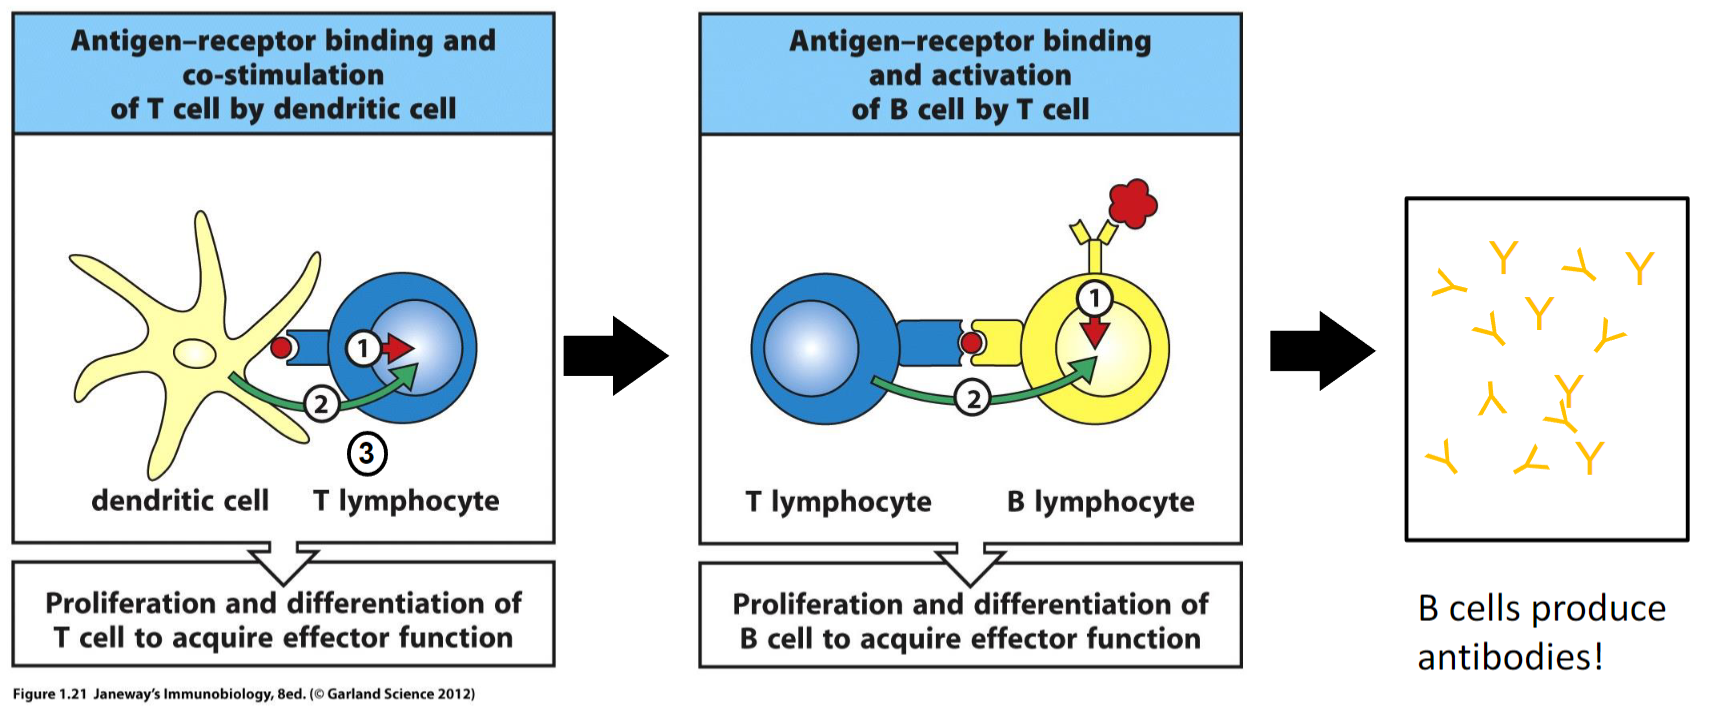 Antigen–receptor binding and
co-stimulation
of T cell by dendritic cell
1
2
3
dendritic cell
T lymphocyte
Proliferation and differentiation of
T cell to acquire effector function
Figure 1.21 Janeway's Immunobiology, 8ed. (© Garland Science 2012)
Antigen–receptor binding
and activation
of B cell by T cell
1
2
T lymphocyte
B lymphocyte
Proliferation and differentiation of
B cell to acquire effector function
B cells produce
antibodies!